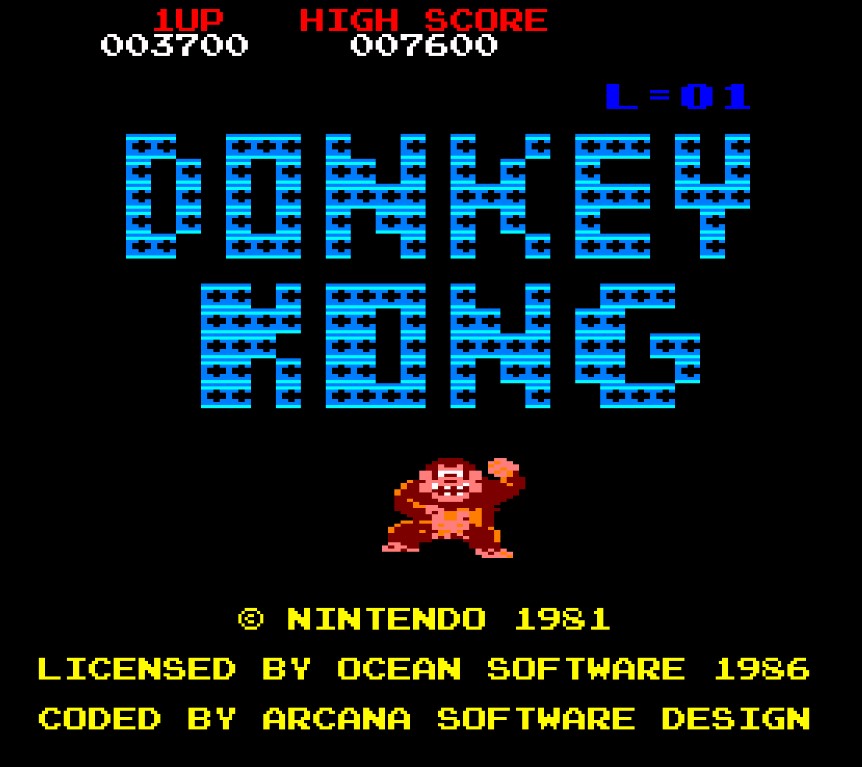 1UP HIGH SCORE
003700 007600
L=01
DONKEY
KONG
© NINTENDO 1981
LICENSED BY OCEAN SOFTWARE 1986
CODED BY ARCANA SOFTWARE DESIGN